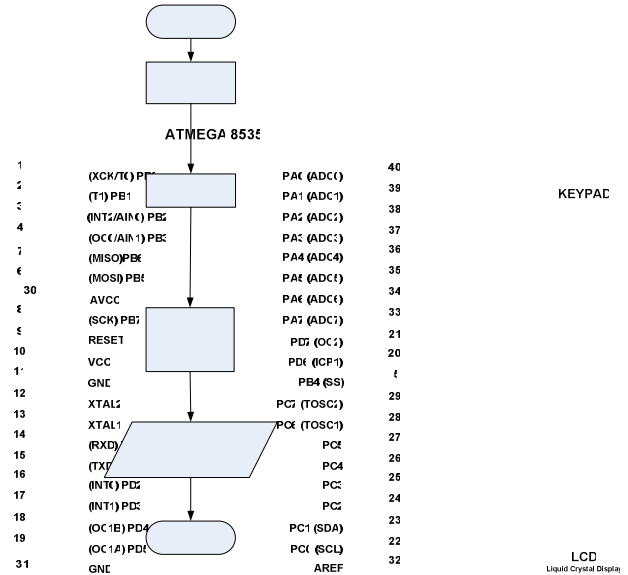 ATMEGA 8535
1 (XCK/T0) 40
PA0 (ADC0)
2 (T1) PB1 39
PA1 (ADC1)
KEYPAD
3 (INT2/AIN0) PB2 38
PA2 (ADC2)
4 (OC0/AIN1) PB3 37
PA3 (ADC3)
7 (MISO)PB6 36
PA4 (ADC4)
6 (MOSI) PB5 35
PA5 (ADC5)
30 AVCC 34
PA6 (ADC6)
8 (SCK) PB7 33
PA7 (ADC7)
9 RESET 21
PD7 (OC2)
10 VCC 20
PD6 (ICP1)
11 GND 5
PB4 (SS)
12 XTAL2 29
PC7 (TOSC2)
13 XTAL1 28
PC6 (TOSC1)
14 (RXD) 27
PC5
15 26
PC4
16 (INT0) PD2 25
PC3
17 (INT1) PD3 24
PC2
18 (OC1B) PD4 23
PC1 (SDA)
19 (OC1A) PD5 22
PC0 (SCL)
31 GND 32
AREF
LCD
Liquid Crystal Display